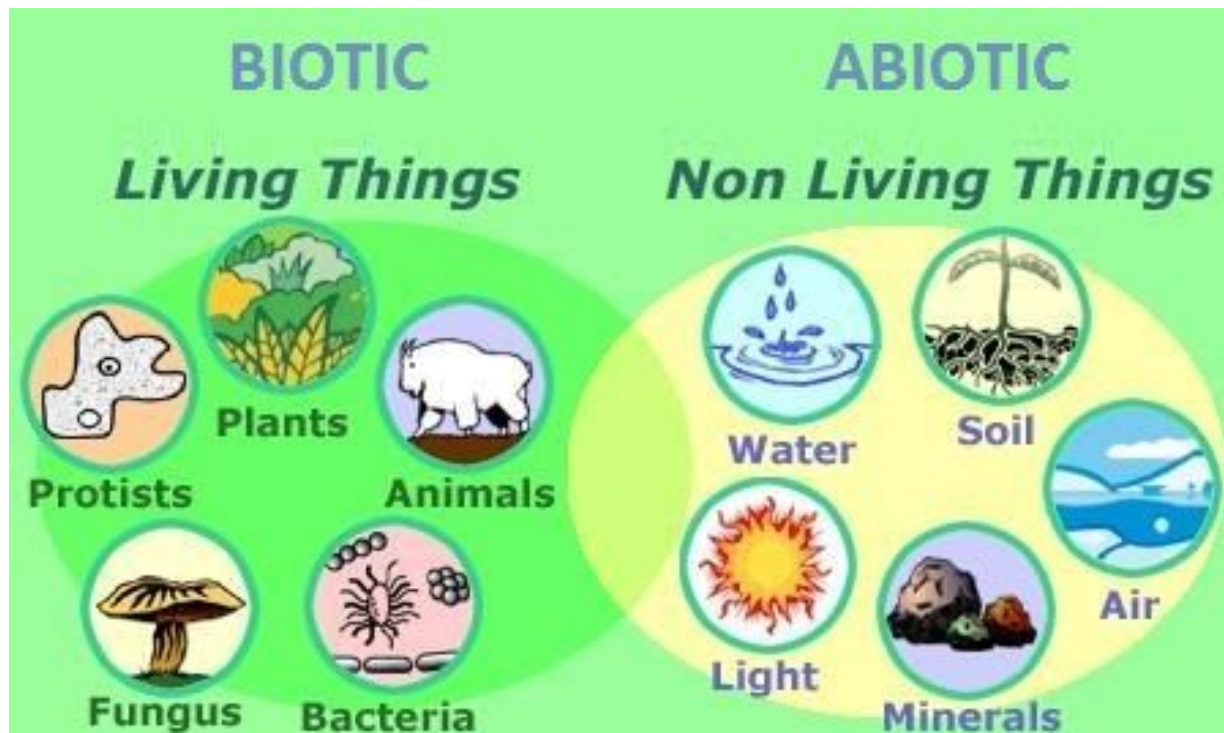 BIOTIC
ABIOTIC
Living Things
Non Living Things
Plants
Protists
Animals
Fungus
Bacteria
Water
Soil
Light
Air
Minerals